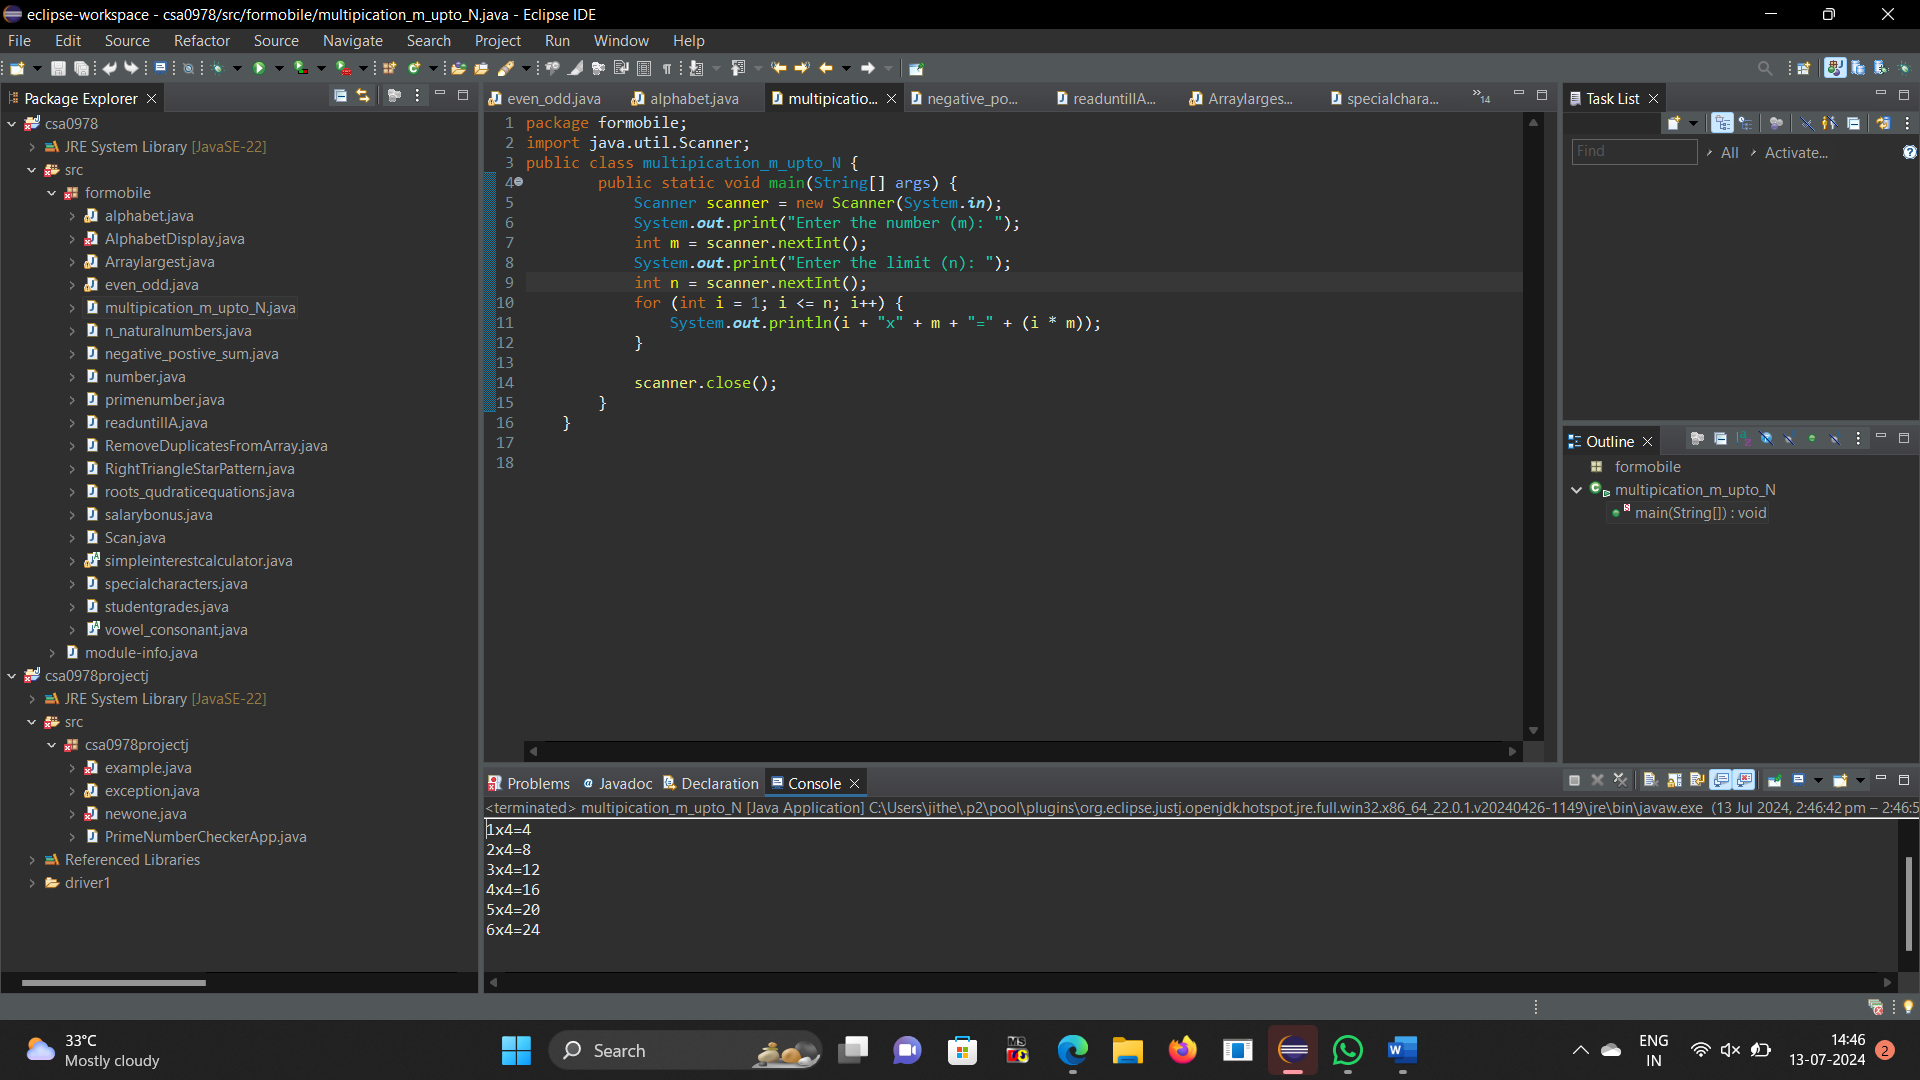 eclipse-workspace - csa0978/src/formobile/multipication_m_upto_N.java - Eclipse IDE
File Edit Source Refactor Source Navigate Search Project Run Window Help
Package Explorer
csa0978
JRE System Library [JavaSE-22]
src
formobile
alphabet.java
AlphabetDisplay.java
Arraylargest.java
even_odd.java
multipication_m_upto_N.java
n_naturalnumbers.java
negative_postive_sum.java
number.java
primenumber.java
readuntillA.java
RemoveDuplicatesFromArray.java
RightTriangleStarPattern.java
roots_qudraticequations.java
salarybonus.java
Scan.java
simpleinterestcalculator.java
specialcharacters.java
studentgrades.java
vowel_consonant.java
module-info.java
csa0978projectj
JRE System Library [JavaSE-22]
src
csa0978projectj
example.java
exception.java
newone.java
PrimeNumberCheckerApp.java
Referenced Libraries
driver1
even_odd.java alphabet.java multipicatio... negative_po... readuntillA... Arraylarges... specialchara... 14
1 package formobile;
2 import java.util.Scanner;
3 public class multipication_m_upto_N {
4 public static void main(String[] args) {
5 Scanner scanner = new Scanner(System.in);
6 System.out.print("Enter the number (m): ");
7 int m = scanner.nextInt();
8 System.out.print("Enter the limit (n): ");
9 int n = scanner.nextInt();
10 for (int i = 1; i <= n; i++) {
11 System.out.println(i + "x" + m + "=" + (i * m));
12 }
13
14 scanner.close();
15 }
16 }
17
18
Task List
Find All Activate...
Outline
formobile
multipication_m_upto_N
main(String[]) : void
Problems Javadoc Declaration Console
<terminated> multipication_m_upto_N [Java Application] C:\Users\jithe\.p2\pool\plugins\org.eclipse.justj.openjdk.hotspot.jre.full.win32.x86_64_22.0.1.v20240426-1149\jre\bin\javaw.exe (13 Jul 2024, 2:46:42 pm – 2:46:5
1x4=4
2x4=8
3x4=12
4x4=16
5x4=20
6x4=24
33°C
Mostly cloudy
Search
ENG
IN
14:46
13-07-2024
2